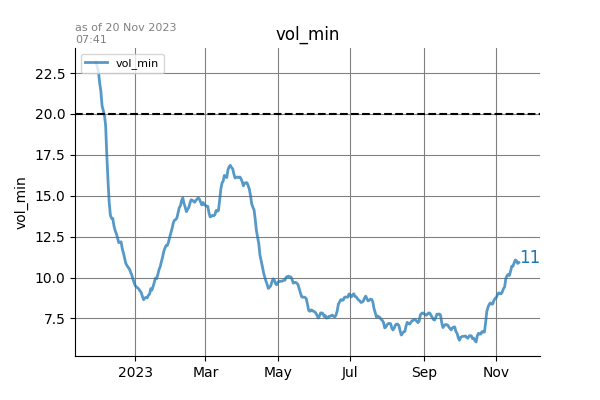 as of 20 Nov 2023
07:41
vol_min
vol_min
22.5
20.0
17.5
15.0
12.5
10.0
7.5
vol_min
11
2023
Mar
May
Jul
Sep
Nov